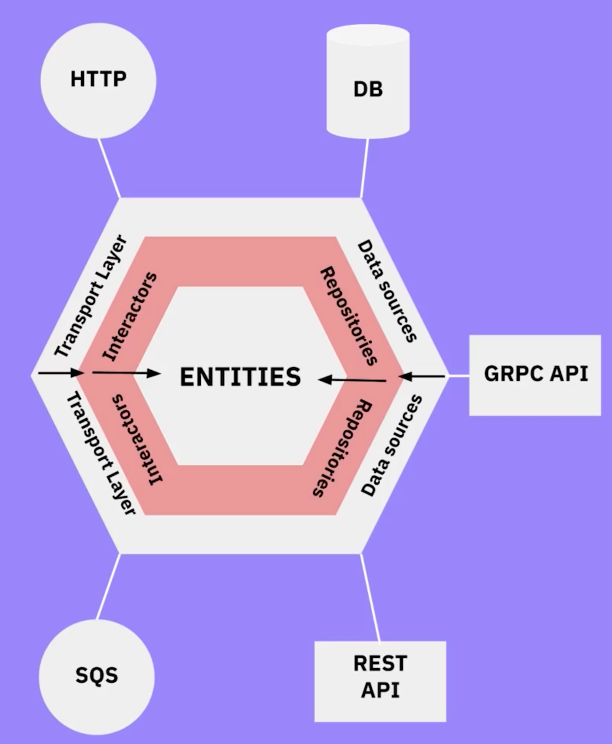 HTTP
DB
Transport Layer
Interactors
Repositories
Data sources
ENTITIES
GRPC API
Transport Layer
Interactors
Repositories
Data sources
SQS
REST
API